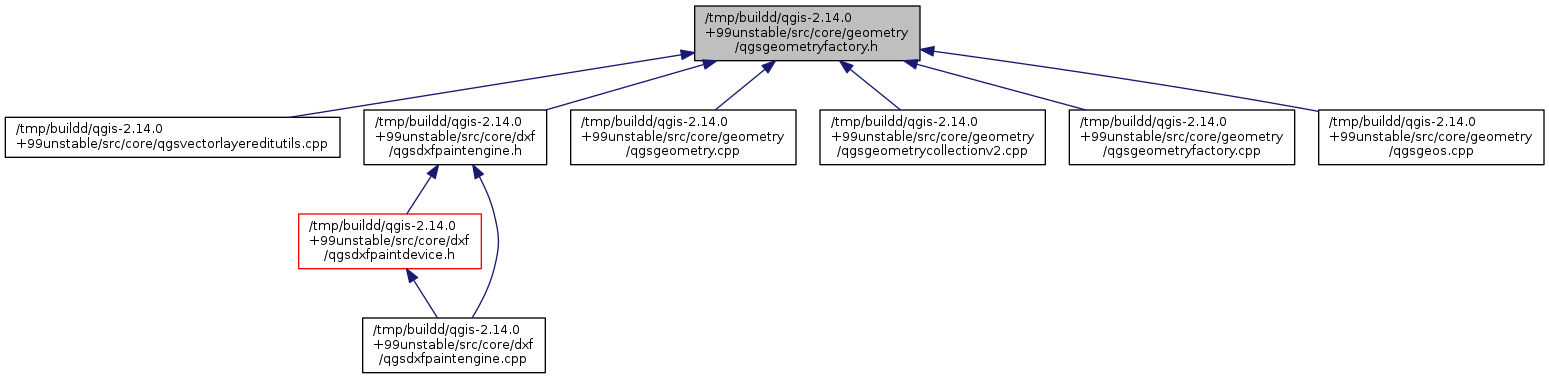 /tmp/buildd/qgis-2.14.0
+99unstable/src/core/geometry
/qgsgeometryfactory.h
/tmp/buildd/qgis-2.14.0
+99unstable/src/core/qgsvectorlayereditutils.cpp
/tmp/buildd/qgis-2.14.0
+99unstable/src/core/dxf
/qgsdxfpaintengine.h
/tmp/buildd/qgis-2.14.0
+99unstable/src/core/geometry
/qgsgeometry.cpp
/tmp/buildd/qgis-2.14.0
+99unstable/src/core/geometry
/qgsgeometrycollectionv2.cpp
/tmp/buildd/qgis-2.14.0
+99unstable/src/core/geometry
/qgsgeometryfactory.cpp
/tmp/buildd/qgis-2.14.0
+99unstable/src/core/geometry
/qgsgeos.cpp
/tmp/buildd/qgis-2.14.0
+99unstable/src/core/dxf
/qgsdxfpaintdevice.h
/tmp/buildd/qgis-2.14.0
+99unstable/src/core/dxf
/qgsdxfpaintengine.cpp